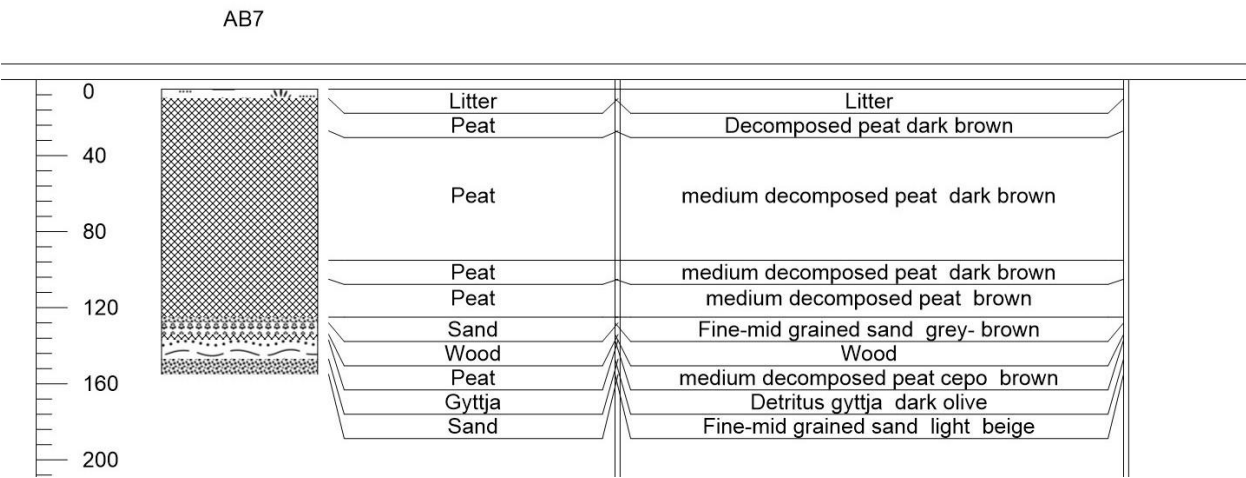 AB7
0
Litter Litter
Peat Decomposed peat dark brown
40
Peat medium decomposed peat dark brown
80
Peat medium decomposed peat dark brown
120
Peat medium decomposed peat brown
Sand Fine-mid grained sand grey- brown
Wood Wood
160
Peat medium decomposed peat cepo brown
Gyttja Detritus gyttja dark olive
Sand Fine-mid grained sand light beige
200